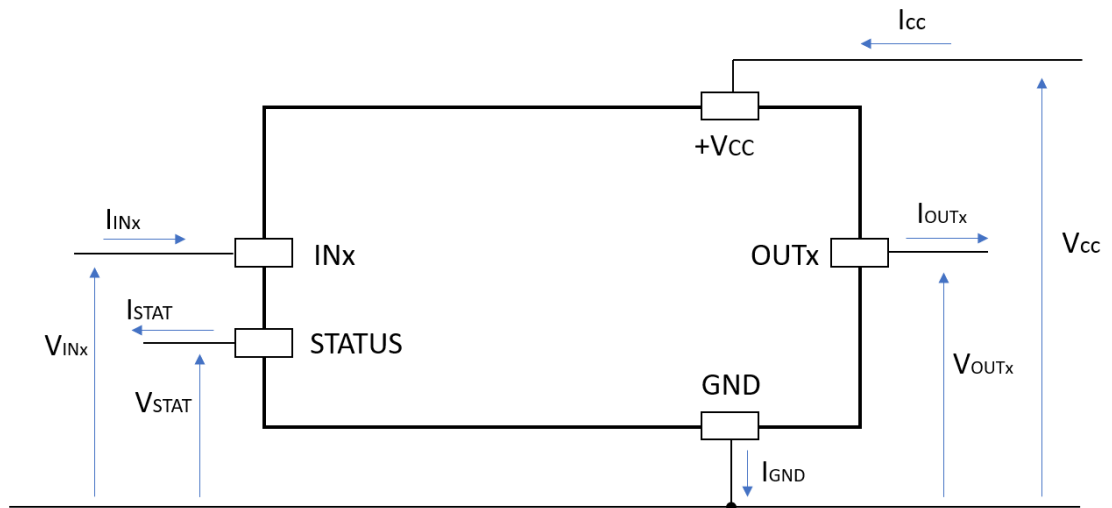 Icc
+VCC
IINx
IOUTx
INx
OUTx
Vcc
ISTAT
STATUS
VINx
VOUTx
GND
VSTAT
IGND